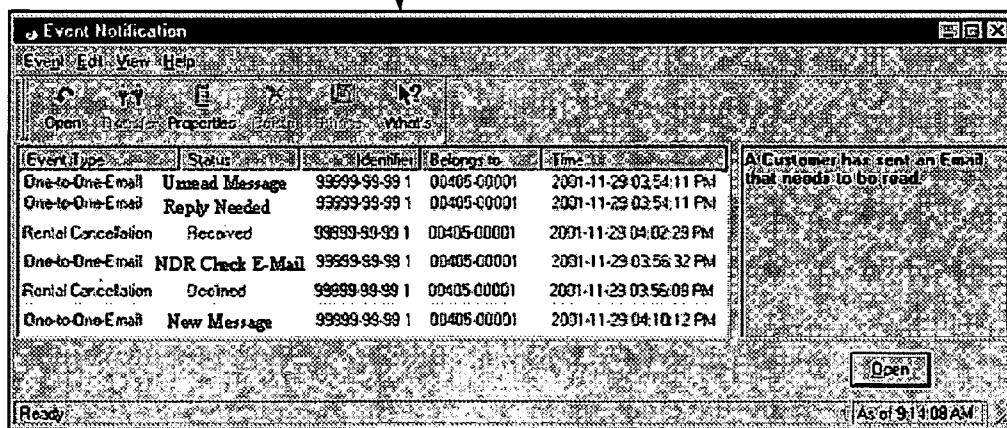 Event Notification
Event Edit View Help
Open Transfer Properties What's
Event Type Status Identifier Belongs to Time
One-to-One-Email Unread Message 99999-99-99 1 00405-00001 2001-11-29 03:54:11 PM
One-to-One-Email Reply Needed 99999-99-99 1 00405-00001 2001-11-29 03:54:11 PM
Rental Cancellation Received 99999-99-99 1 00405-00001 2001-11-29 04:02:29 PM
One-to-One-Email NDR Check E-Mail 99999-99-99 1 00405-00001 2001-11-29 03:56:32 PM
Rental Cancellation Declined 99999-99-99 1 00405-00001 2001-11-29 03:56:09 PM
One-to-One-Email New Message 99999-99-99 1 00405-00001 2001-11-29 04:10:12 PM
A Customer has sent an Email
that needs to be read.
Open
Ready As of 9:14:08 AM